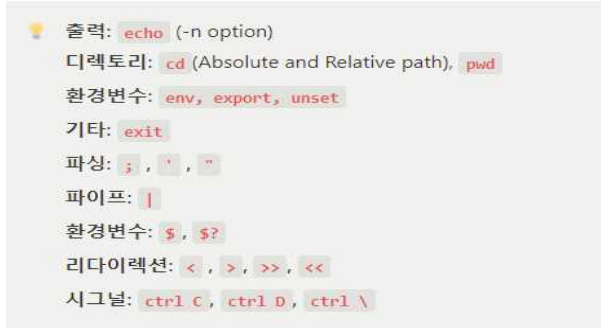 출력: echo (-n option)
디렉토리: cd (Absolute and Relative path), pwd
환경변수: env, export, unset
기타: exit
파싱: ; , ' , "
파이프: |
환경변수: $, $?
리다이렉션: < , >, >>, <<
시그널: ctrl C, ctrl D, ctrl \